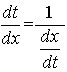 dt/dx = 1/(dx/dt)